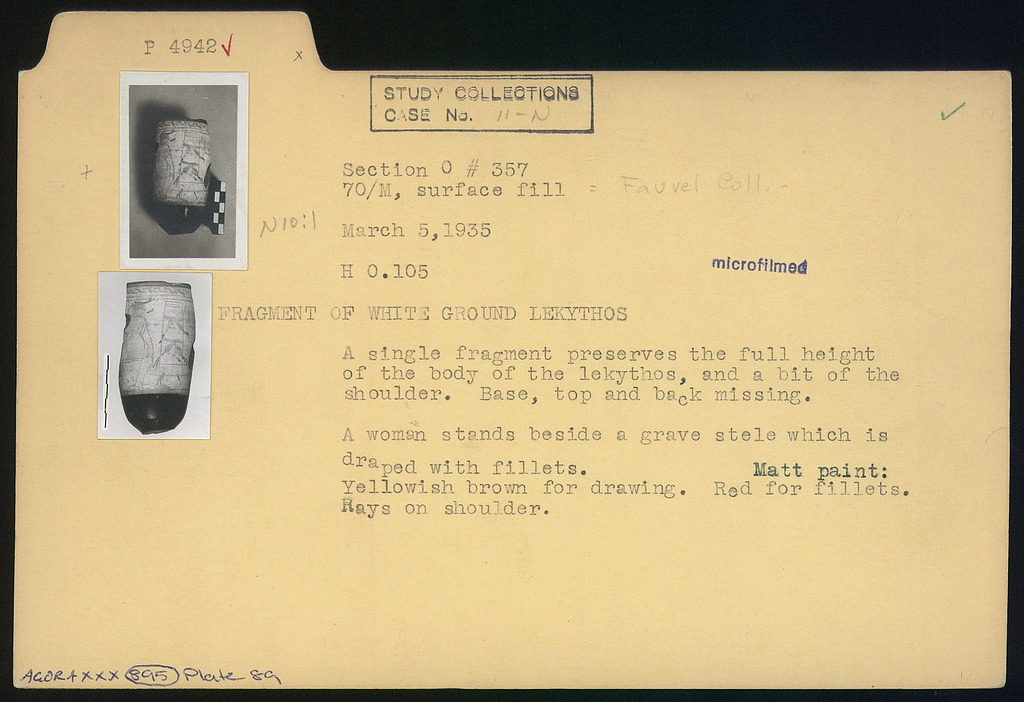 P 4942✓
x
STUDY COLLECTIONS
CASE No. 11-N
Section O # 357
70/M, surface fill = Fauvel Coll.-
N10:1
March 5,1935
H 0.105
microfilmed
FRAGMENT OF WHITE GROUND LEKYTHOS
A single fragment preserves the full height
of the body of the lekythos, and a bit of the
shoulder. Base, top and back missing.
A woman stands beside a grave stele which is
draped with fillets. Matt paint:
Yellowish brown for drawing. Red for fillets.
Rays on shoulder.
AGORA XXX 895 Plate 89